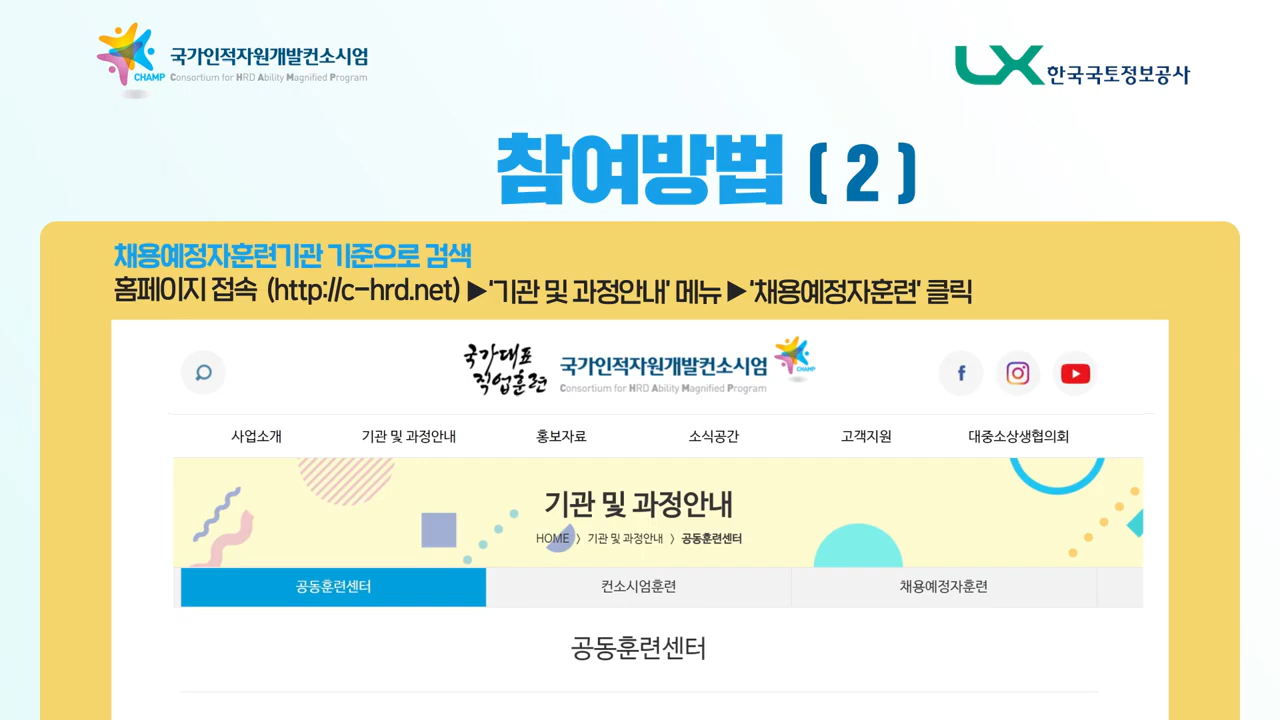 국가인적자원개발컨소시엄
CHAMP Consortium for HRD Ability Magnified Program
LX한국국토정보공사
참여방법 (2)
채용예정자훈련기관 기준으로 검색
홈페이지 접속 (http://c-hrd.net) ▶'기관 및 과정안내' 메뉴 ▶'채용예정자훈련' 클릭
국가대표
직업훈련
국가인적자원개발컨소시엄
CHAMP
Consortium for HRD Ability Magnified Program
사업소개 기관 및 과정안내 홍보자료 소식공간 고객지원 대중소상생협의회
기관 및 과정안내
HOME > 기관 및 과정안내 > 공동훈련센터
공동훈련센터 컨소시엄훈련 채용예정자훈련
공동훈련센터